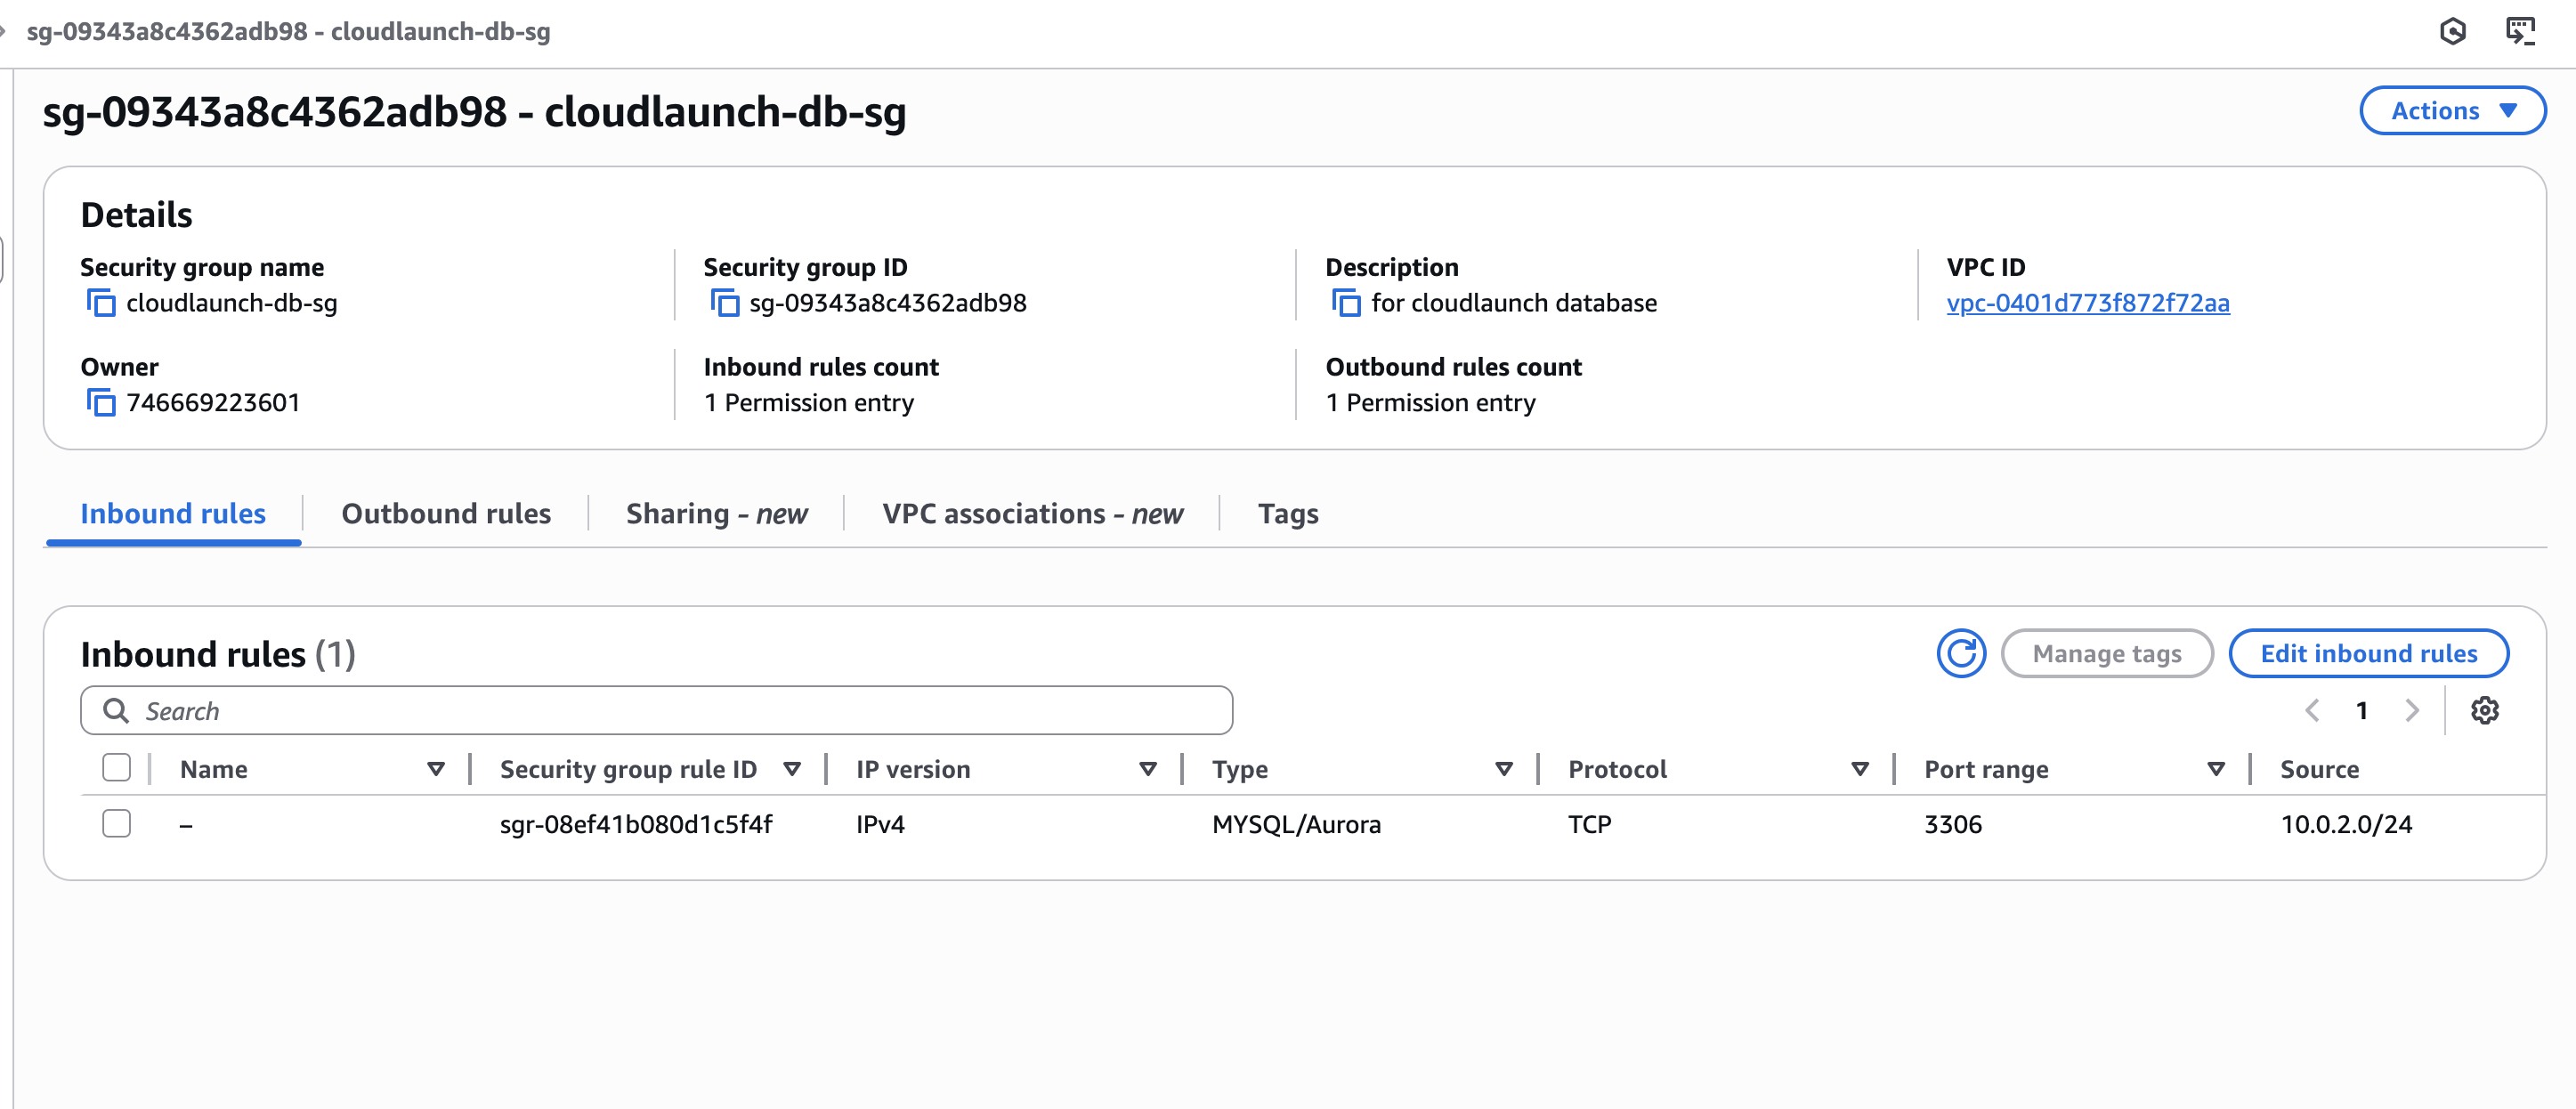 sg-09343a8c4362adb98 - cloudlaunch-db-sg
sg-09343a8c4362adb98 - cloudlaunch-db-sg
Actions
Details
Security group name
cloudlaunch-db-sg
Security group ID
sg-09343a8c4362adb98
Description
for cloudlaunch database
VPC ID
vpc-0401d773f872f72aa
Owner
746669223601
Inbound rules count
1 Permission entry
Outbound rules count
1 Permission entry
Inbound rules
Outbound rules
Sharing - new
VPC associations - new
Tags
Inbound rules (1)
Manage tags
Edit inbound rules
Search
1
Name
Security group rule ID
IP version
Type
Protocol
Port range
Source
–
sgr-08ef41b080d1c5f4f
IPv4
MYSQL/Aurora
TCP
3306
10.0.2.0/24